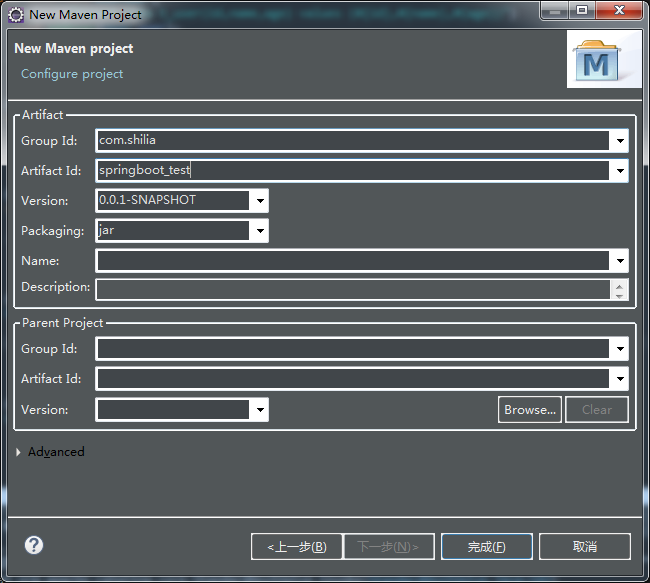 New Maven Project
New Maven project
Configure project
M
Artifact
Group Id: com.shilia
Artifact Id: springboot_test
Version: 0.0.1-SNAPSHOT
Packaging: jar
Name:
Description:
Parent Project
Group Id:
Artifact Id:
Version: Browse... Clear
Advanced
? <上一步(B) 下一步(N)> 完成(F) 取消